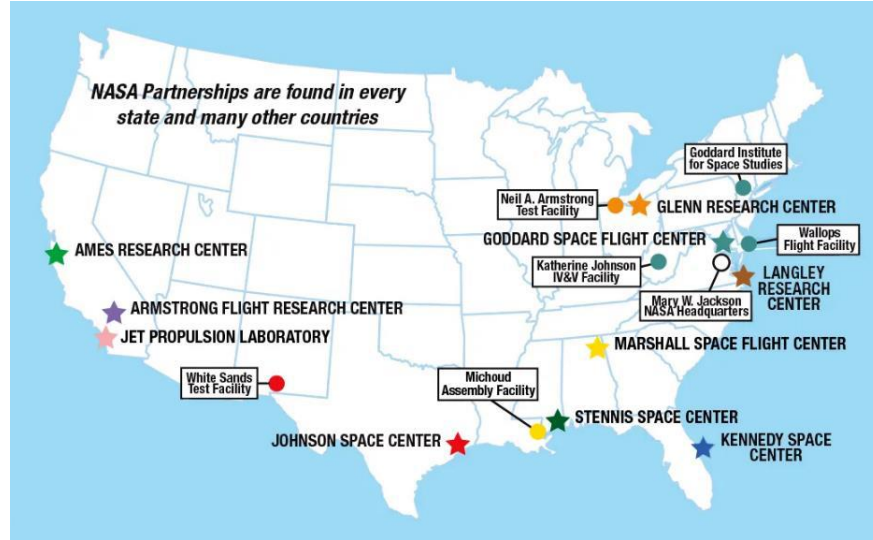 NASA Partnerships are found in every
state and many other countries
Goddard Institute
for Space Studies
Neil A. Armstrong
Test Facility
GLENN RESEARCH CENTER
GODDARD SPACE FLIGHT CENTER
Wallops
Flight Facility
AMES RESEARCH CENTER
Katherine Johnson
IV&V Facility
LANGLEY
RESEARCH
CENTER
Mary W. Jackson
NASA Headquarters
ARMSTRONG FLIGHT RESEARCH CENTER
JET PROPULSION LABORATORY
MARSHALL SPACE FLIGHT CENTER
White Sands
Test Facility
Michoud
Assembly Facility
STENNIS SPACE CENTER
JOHNSON SPACE CENTER
KENNEDY SPACE
CENTER